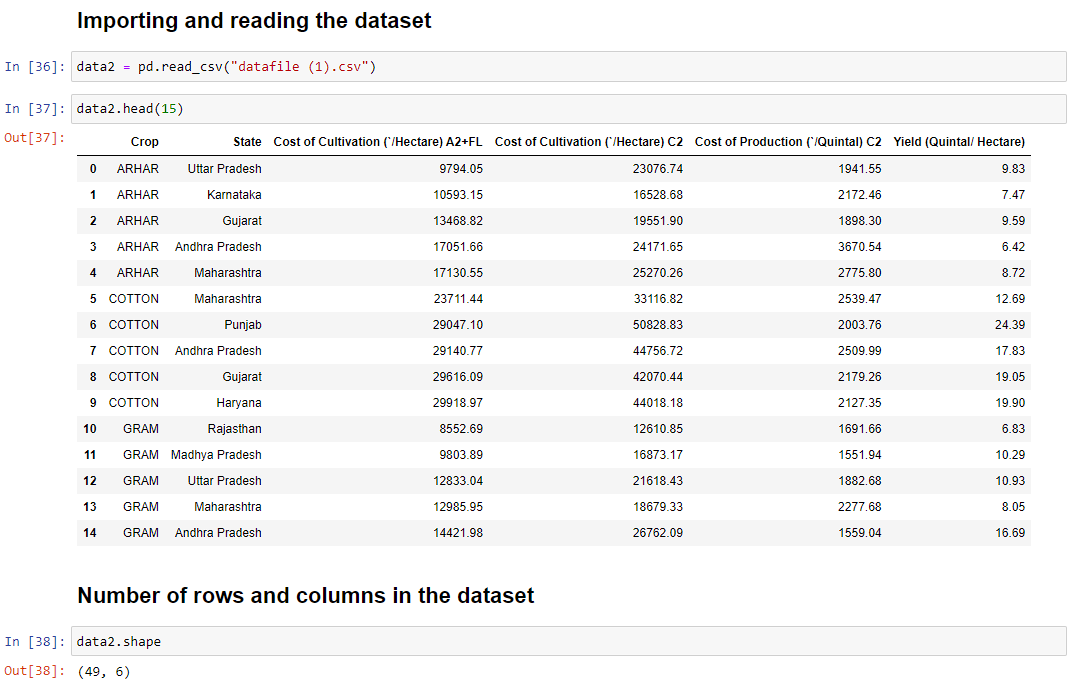 Importing and reading the dataset
In [36]: data2 = pd.read_csv("datafile (1).csv")
In [37]: data2.head(15)
Out[37]:
Crop State Cost of Cultivation (`/Hectare) A2+FL Cost of Cultivation (`/Hectare) C2 Cost of Production (`/Quintal) C2 Yield (Quintal/ Hectare)
0 ARHAR Uttar Pradesh 9794.05 23076.74 1941.55 9.83
1 ARHAR Karnataka 10593.15 16528.68 2172.46 7.47
2 ARHAR Gujarat 13468.82 19551.90 1898.30 9.59
3 ARHAR Andhra Pradesh 17051.66 24171.65 3670.54 6.42
4 ARHAR Maharashtra 17130.55 25270.26 2775.80 8.72
5 COTTON Maharashtra 23711.44 33116.82 2539.47 12.69
6 COTTON Punjab 29047.10 50828.83 2003.76 24.39
7 COTTON Andhra Pradesh 29140.77 44756.72 2509.99 17.83
8 COTTON Gujarat 29616.09 42070.44 2179.26 19.05
9 COTTON Haryana 29918.97 44018.18 2127.35 19.90
10 GRAM Rajasthan 8552.69 12610.85 1691.66 6.83
11 GRAM Madhya Pradesh 9803.89 16873.17 1551.94 10.29
12 GRAM Uttar Pradesh 12833.04 21618.43 1882.68 10.93
13 GRAM Maharashtra 12985.95 18679.33 2277.68 8.05
14 GRAM Andhra Pradesh 14421.98 26762.09 1559.04 16.69
Number of rows and columns in the dataset
In [38]: data2.shape
Out[38]: (49, 6)